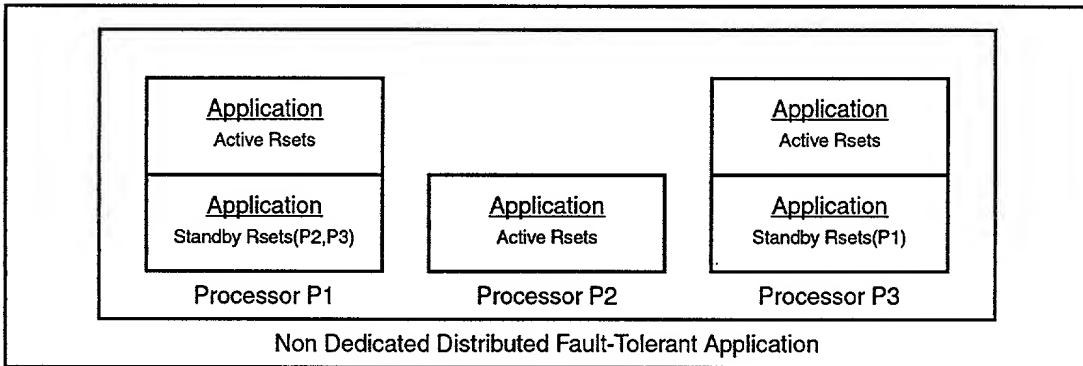 Application
Active Rsets
Application
Standby Rsets(P2,P3)
Processor P1
Application
Active Rsets
Processor P2
Application
Active Rsets
Application
Standby Rsets(P1)
Processor P3
Non Dedicated Distributed Fault-Tolerant Application